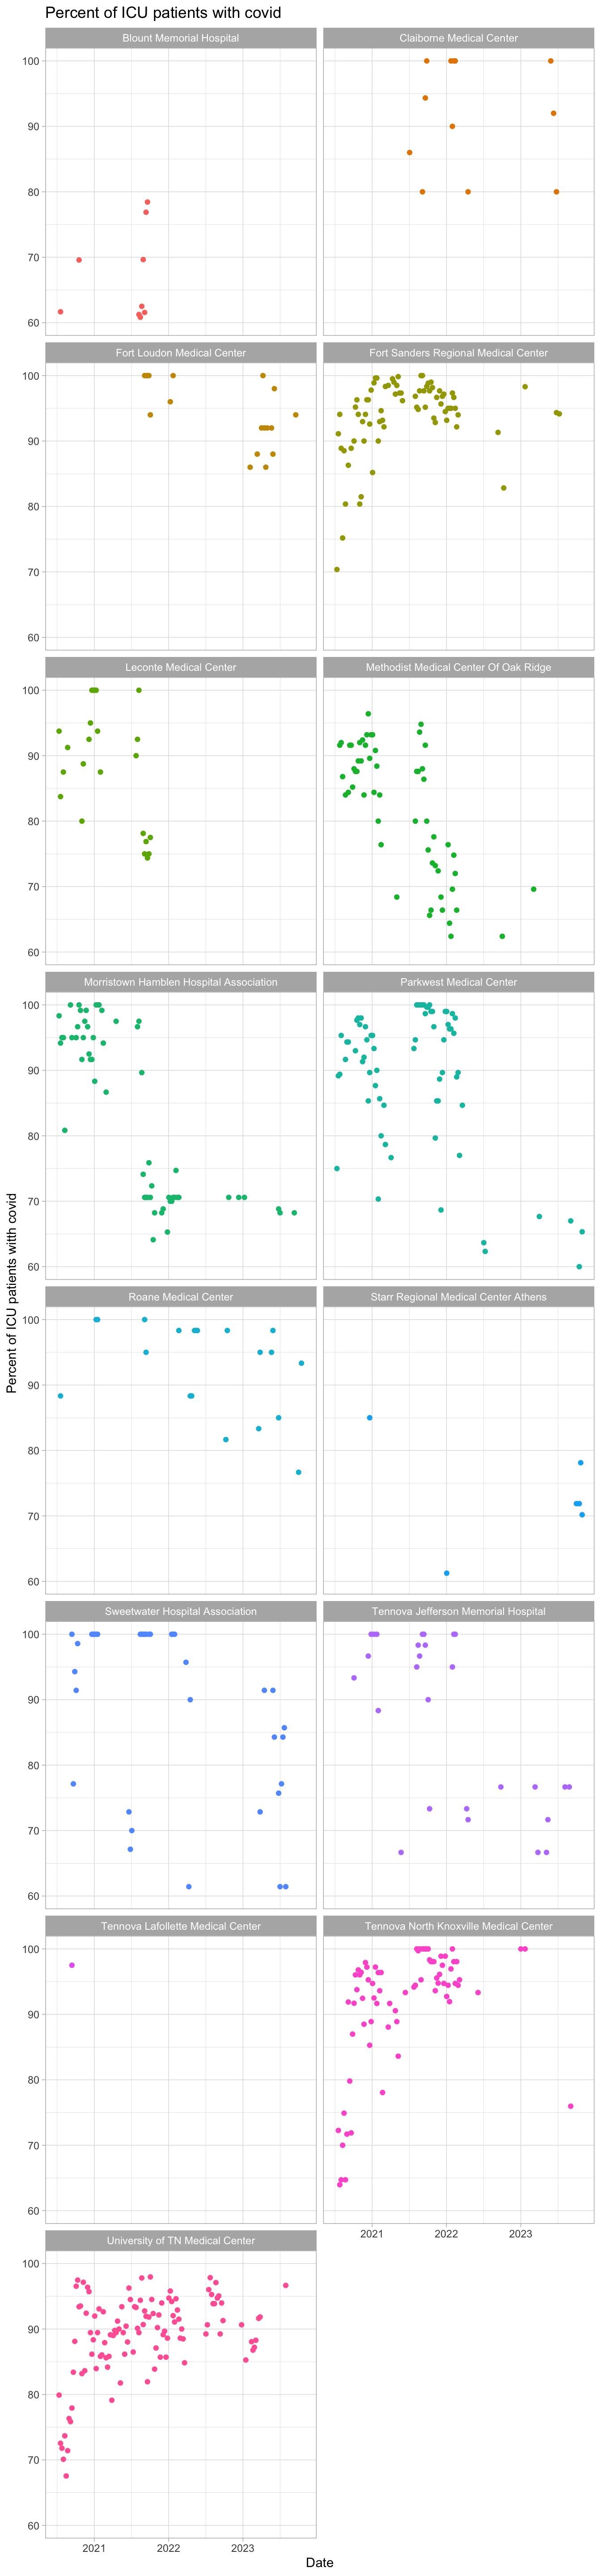 Percent of ICU patients with covid
Blount Memorial Hospital
Claiborne Medical Center
100
90
80
70
60
Fort Loudon Medical Center
Fort Sanders Regional Medical Center
100
90
80
70
60
Leconte Medical Center
Methodist Medical Center Of Oak Ridge
100
90
80
70
60
Morristown Hamblen Hospital Association
Parkwest Medical Center
100
90
80
70
60
Percent of ICU patients witth covid
Roane Medical Center
Starr Regional Medical Center Athens
100
90
80
70
60
Sweetwater Hospital Association
Tennova Jefferson Memorial Hospital
100
90
80
70
60
Tennova Lafollette Medical Center
Tennova North Knoxville Medical Center
100
90
80
70
60
2021
2022
2023
University of TN Medical Center
100
90
80
70
60
2021
2022
2023
Date